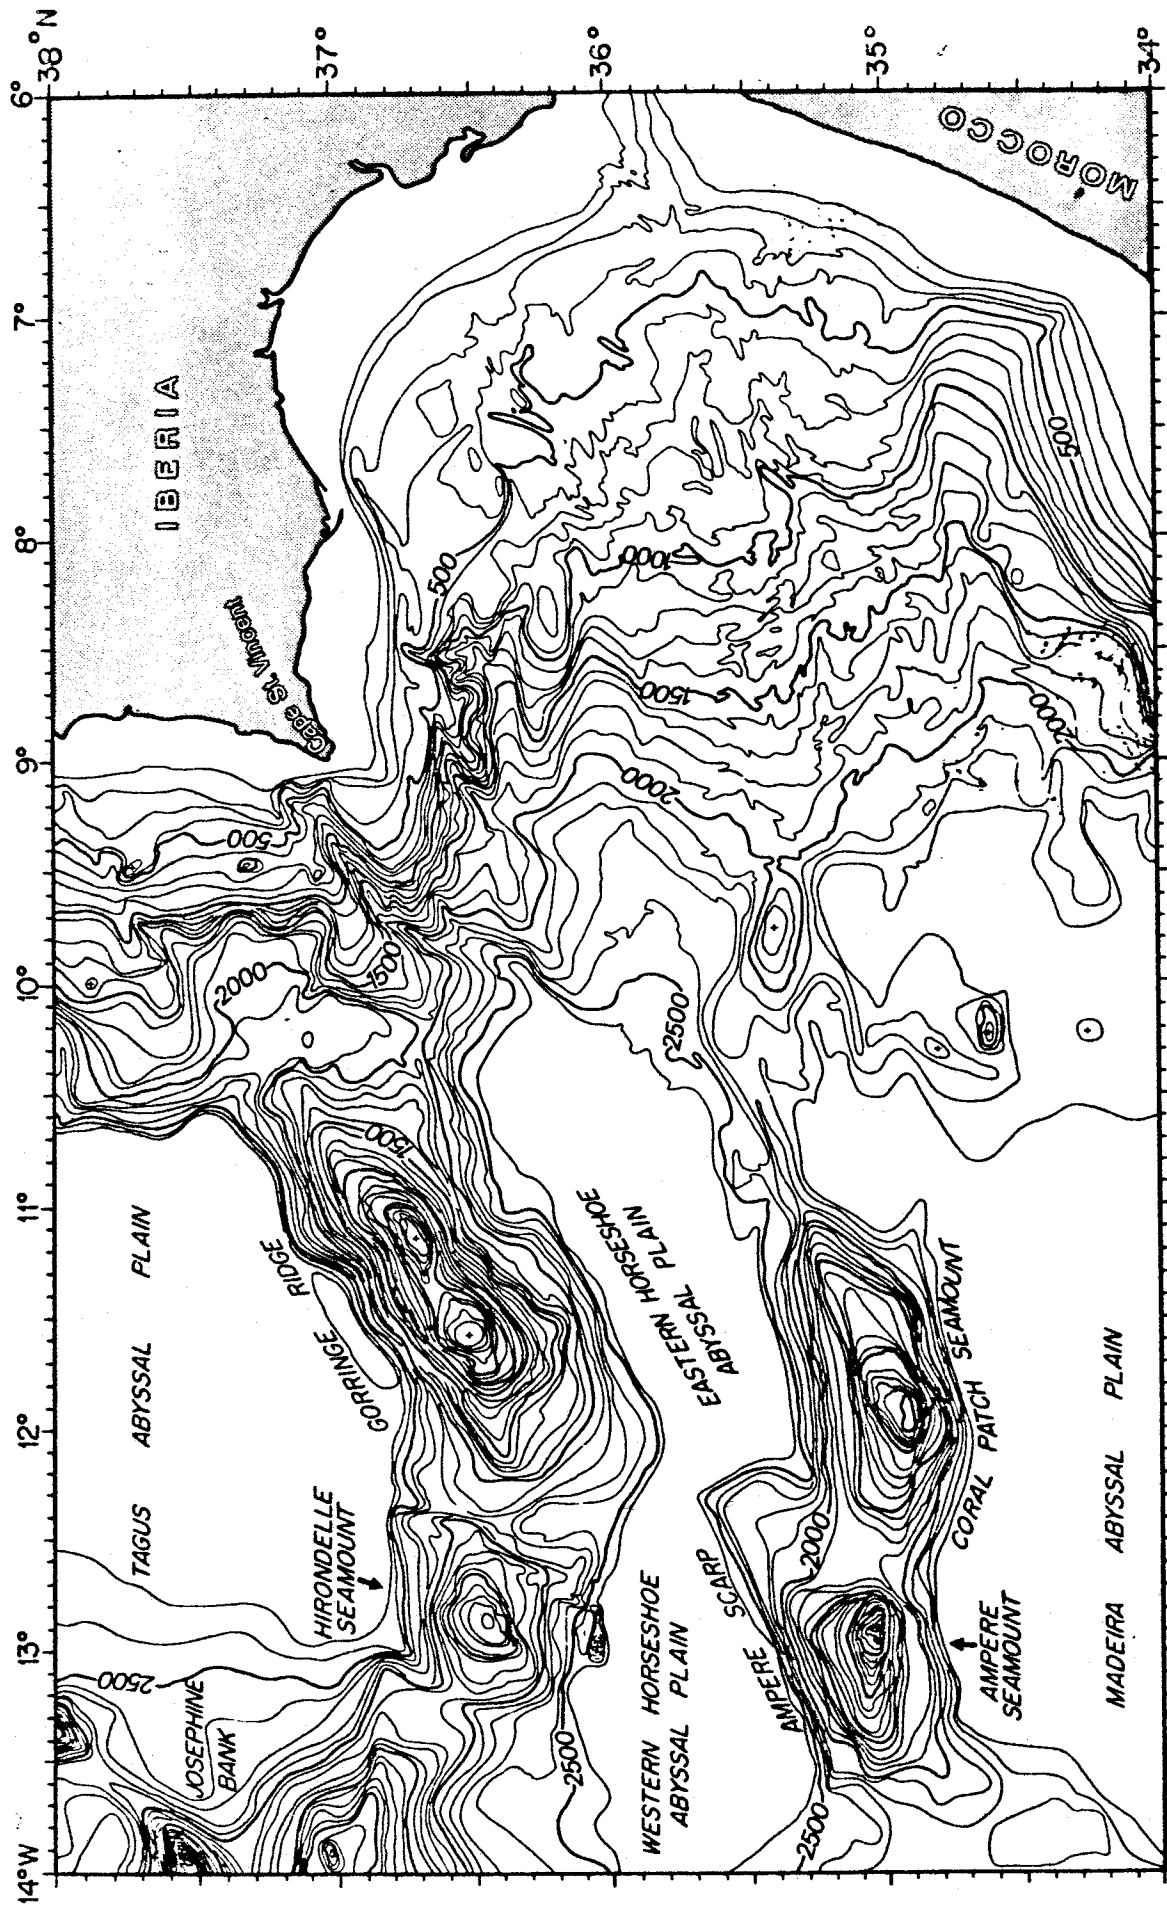 38°N
37°
36°
35°
34°
6°
7°
8°
9°
10°
11°
12°
13°
14°W
IBERIA
Cape St. Vincent
MOROCCO
500
500
500
1000
1500
1500
1500
2000
2000
2000
2000
2500
2500
2500
2500
TAGUS ABYSSAL PLAIN
GORRINGE RIDGE
HIRONDELLE
SEAMOUNT
JOSEPHINE
BANK
EASTERN HORSESHOE
ABYSSAL PLAIN
WESTERN HORSESHOE
ABYSSAL PLAIN
AMPERE SCARP
CORAL PATCH SEAMOUNT
AMPERE
SEAMOUNT
MADEIRA ABYSSAL PLAIN